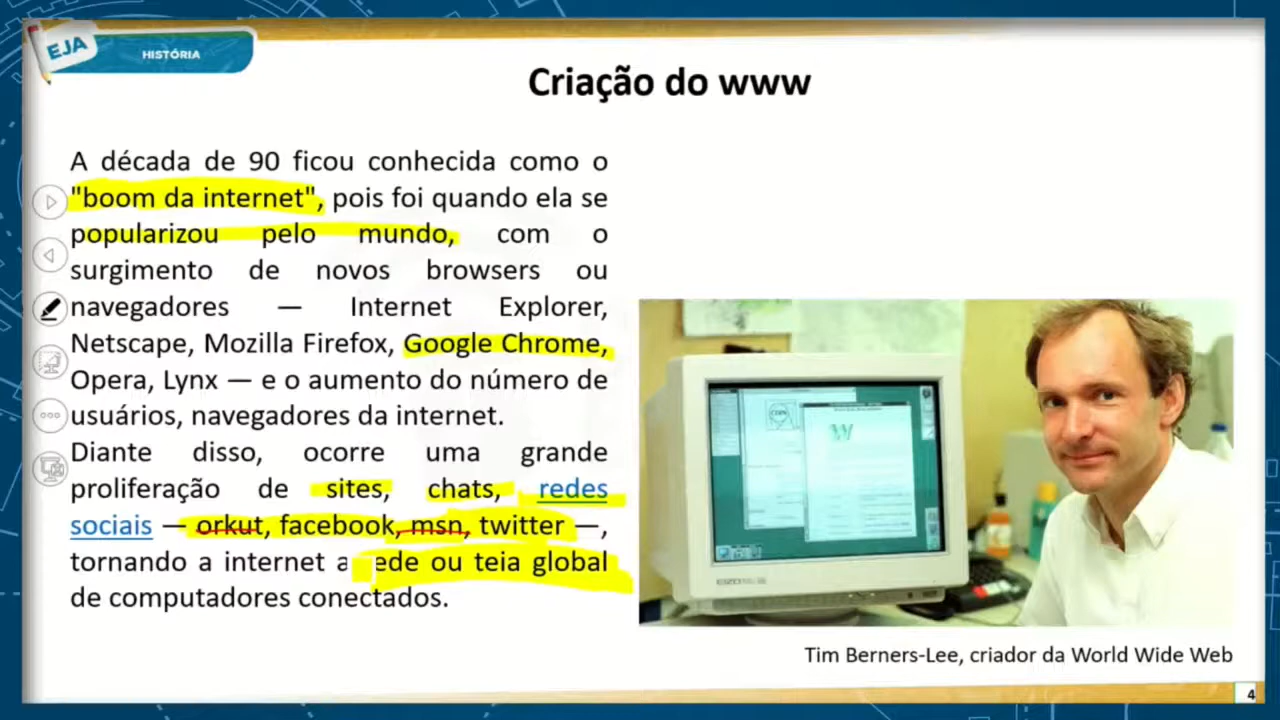 EJA
HISTÓRIA
Criação do www
A década de 90 ficou conhecida como o
"boom da internet", pois foi quando ela se
popularizou pelo mundo, com o
surgimento de novos browsers ou
navegadores — Internet Explorer,
Netscape, Mozilla Firefox, Google Chrome,
Opera, Lynx — e o aumento do número de
usuários, navegadores da internet.
Diante disso, ocorre uma grande
proliferação de sites, chats, redes
sociais — orkut, facebook, msn, twitter —,
tornando a internet a ede ou teia global
de computadores conectados.
EIZO
Tim Berners-Lee, criador da World Wide Web
4